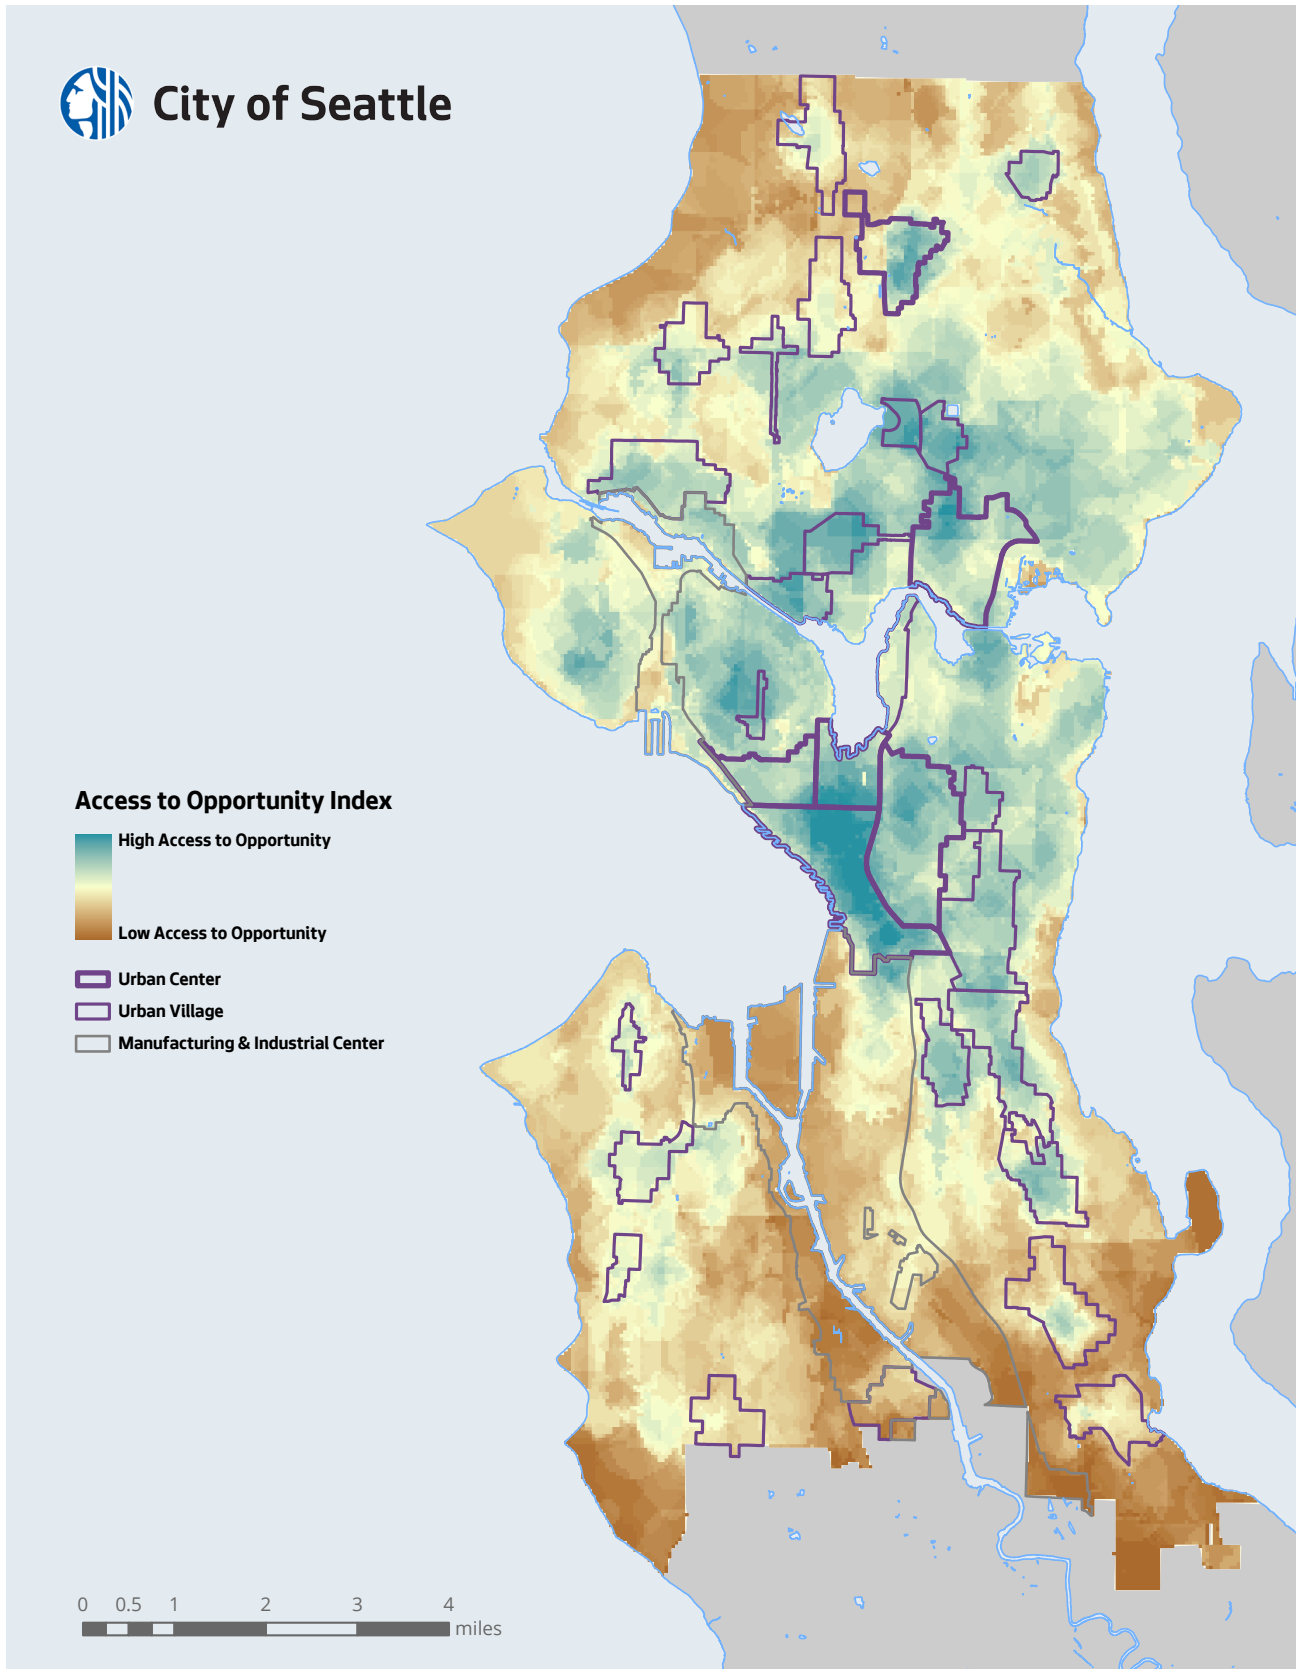 City of Seattle
Access to Opportunity Index
High Access to Opportunity
Low Access to Opportunity
Urban Center
Urban Village
Manufacturing & Industrial Center
0 0.5 1 2 3 4
miles